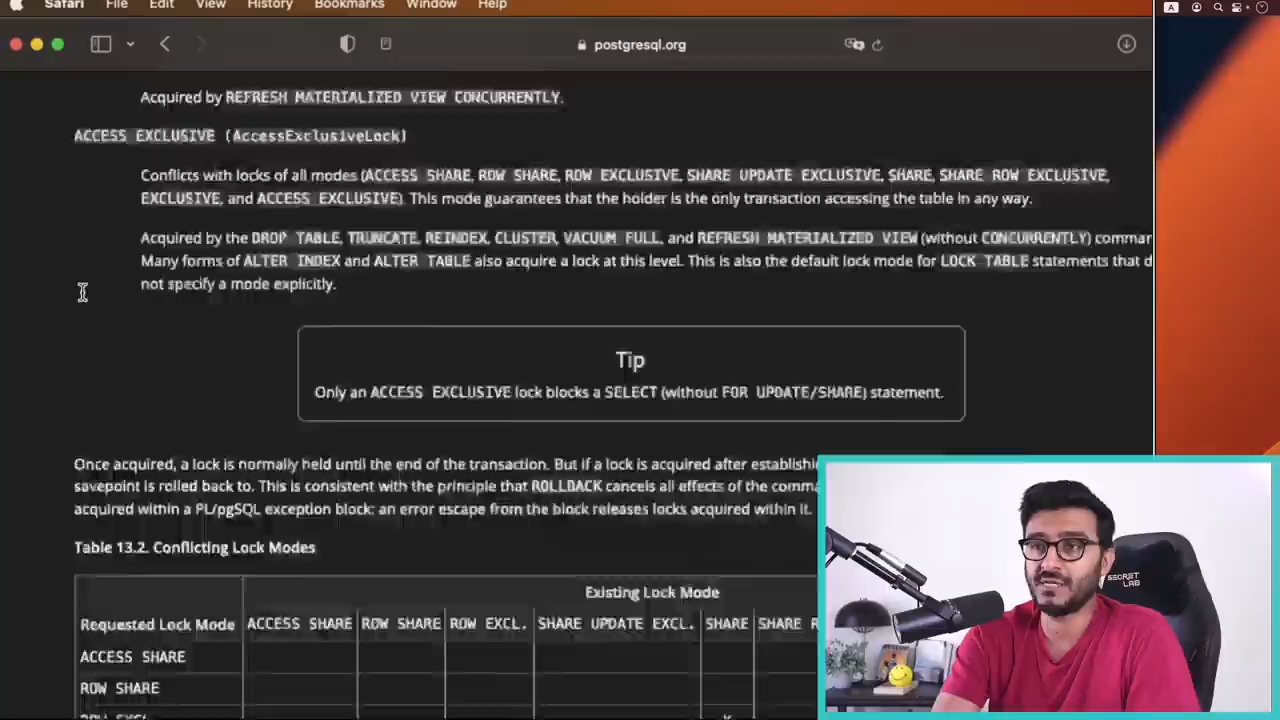 Safari File Edit View History Bookmarks Window Help
A
postgresql.org
Acquired by REFRESH MATERIALIZED VIEW CONCURRENTLY.
ACCESS EXCLUSIVE (AccessExclusiveLock)
Conflicts with locks of all modes (ACCESS SHARE, ROW SHARE, ROW EXCLUSIVE, SHARE UPDATE EXCLUSIVE, SHARE, SHARE ROW EXCLUSIVE,
EXCLUSIVE, and ACCESS EXCLUSIVE). This mode guarantees that the holder is the only transaction accessing the table in any way.
Acquired by the DROP TABLE, TRUNCATE, REINDEX, CLUSTER, VACUUM FULL, and REFRESH MATERIALIZED VIEW (without CONCURRENTLY)
Many forms of ALTER INDEX and ALTER TABLE also acquire a lock at this level. This is also the default lock mode for LOCK TABLE statements that
not specify a mode explicitly.
Tip
Only an ACCESS EXCLUSIVE lock blocks a SELECT (without FOR UPDATE/SHARE) statement.
Once acquired, a lock is normally held until the end of the transaction. But if a lock is acquired after
savepoint is rolled back to. This is consistent with the principle that ROLLBACK cancels all effects of the
acquired within a PL/pgSQL exception block: an error escape from the block releases locks acquired within it.
Table 13.2. Conflicting Lock Modes
Existing Lock Mode
Requested Lock Mode ACCESS SHARE ROW SHARE ROW EXCL. SHARE UPDATE EXCL. SHARE SHARE
ACCESS SHARE
ROW SHARE
SECRET
LAB